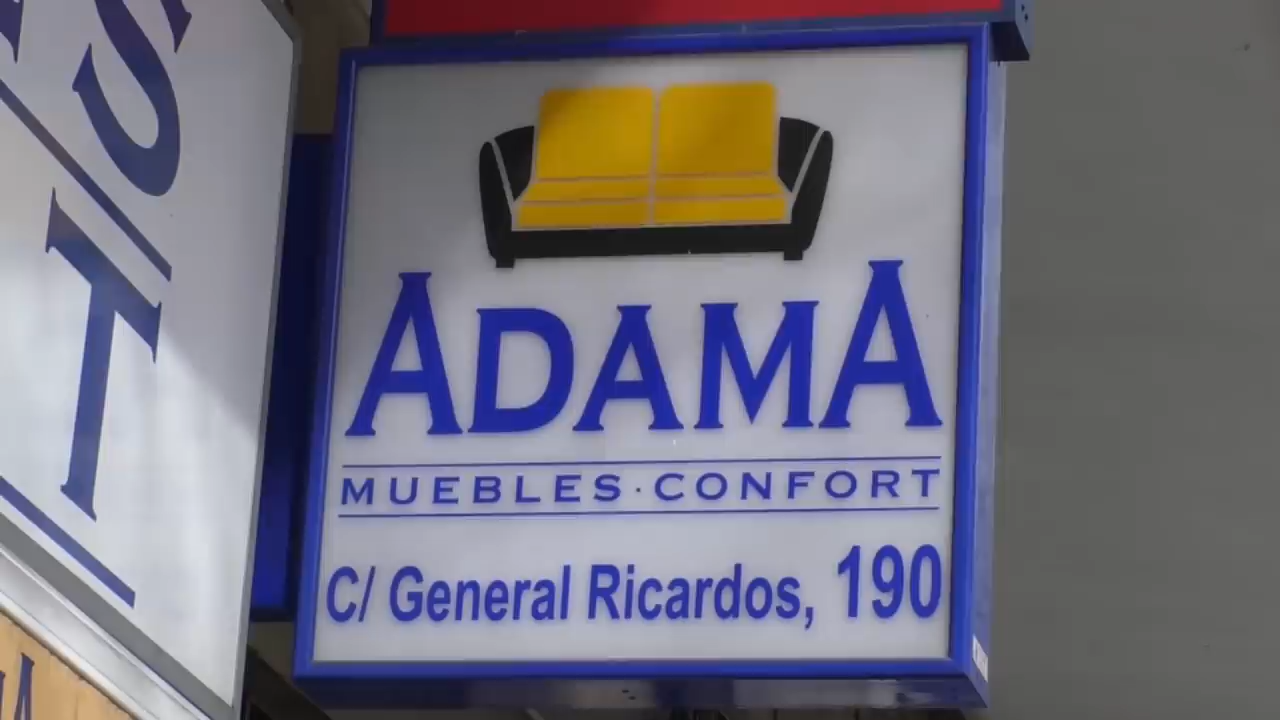 ADAMA
MUEBLES · CONFORT
C/ General Ricardos, 190